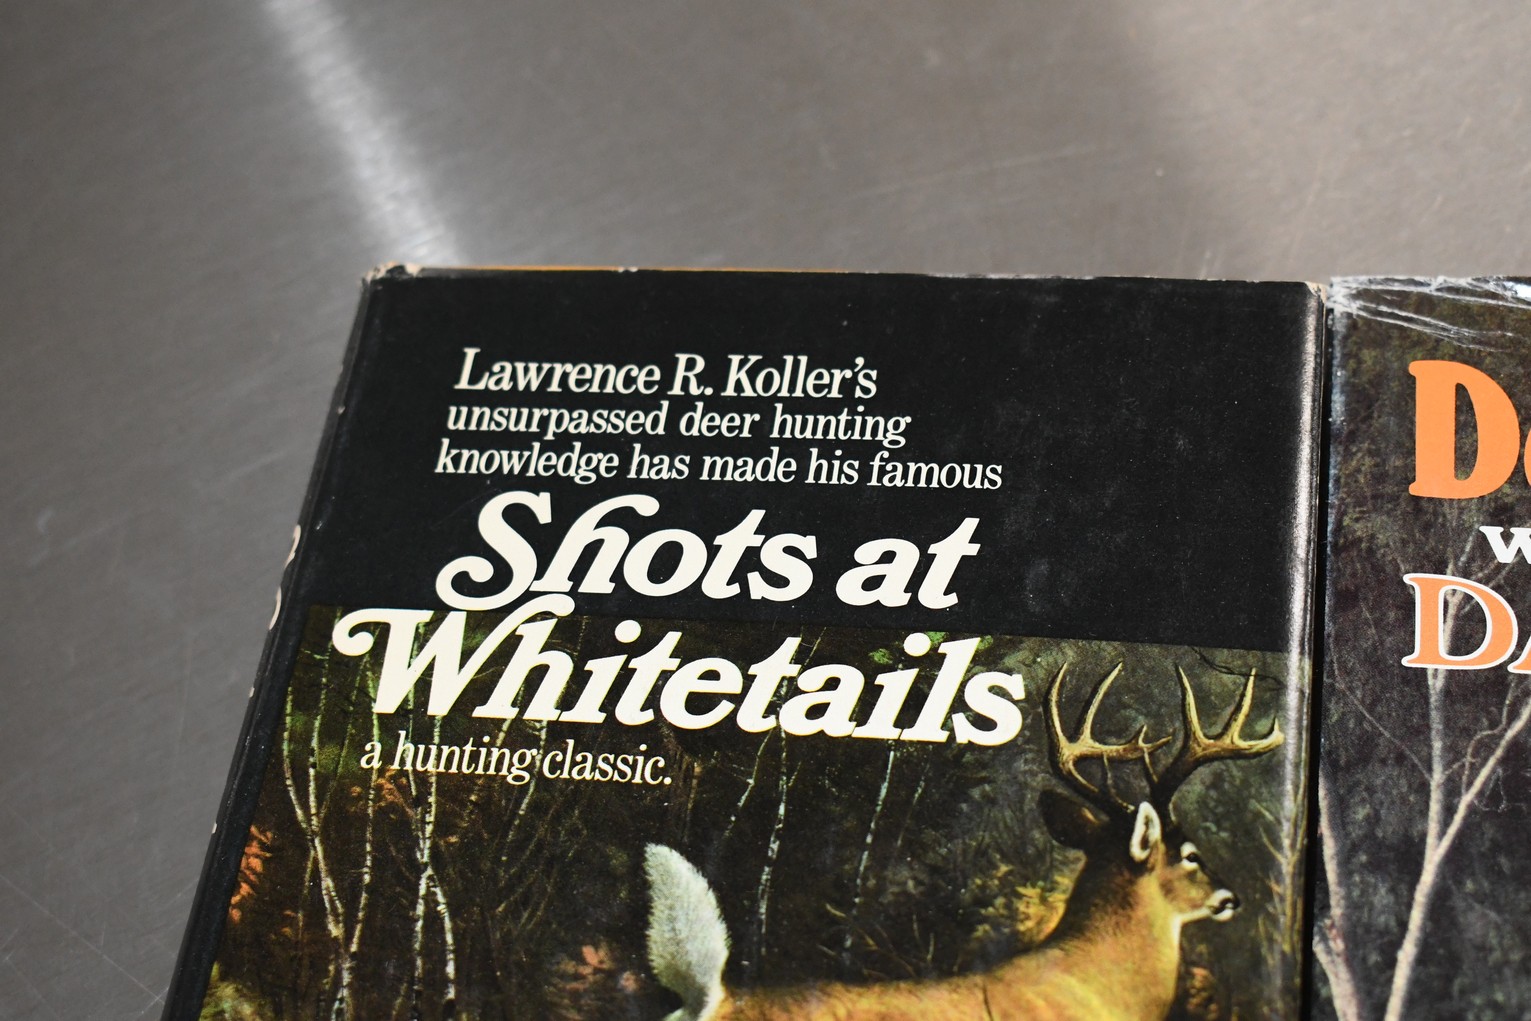 Lawrence R. Koller's
unsurpassed deer hunting
knowledge has made his famous
Shots at
Whitetails
a hunting classic.